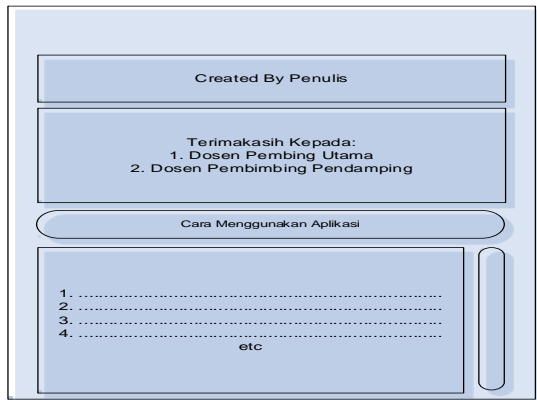 Created By Penulis
Terimakasih Kepada:
1. Dosen Pembing Utama
2. Dosen Pembimbing Pendamping
Cara Menggunakan Aplikasi
1. ......................................................................
2. ......................................................................
3. ......................................................................
4. ......................................................................
etc